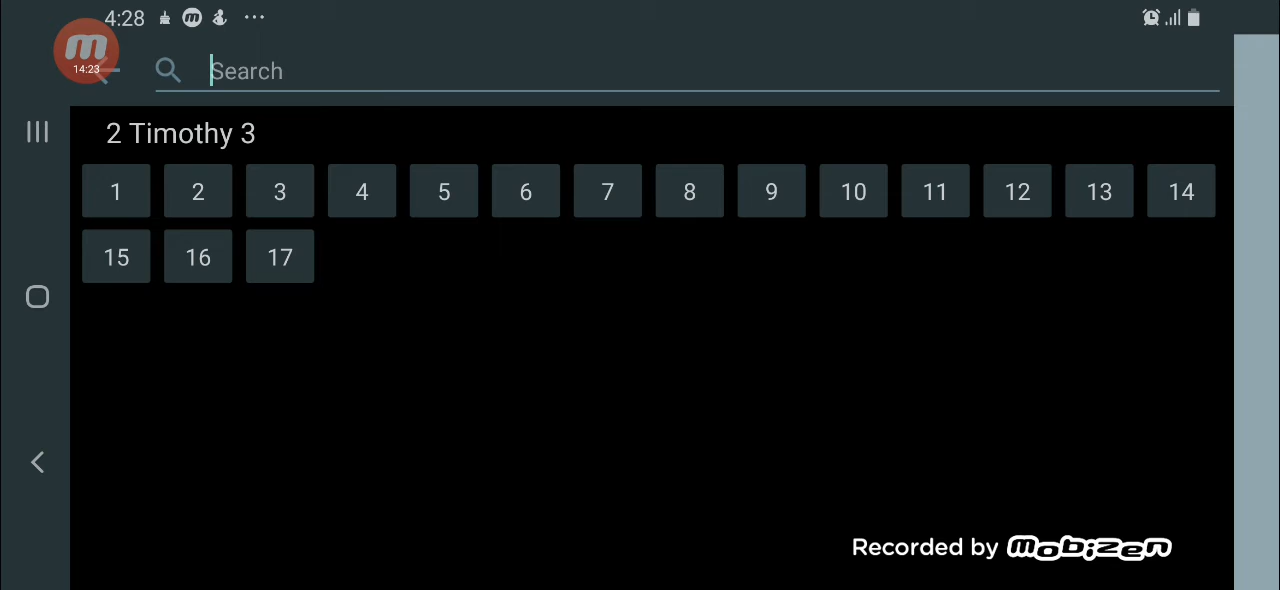 4:28
m
14:23
Search
2 Timothy 3
1 2 3 4 5 6 7 8 9 10 11 12 13 14
15 16 17
Recorded by mobizen